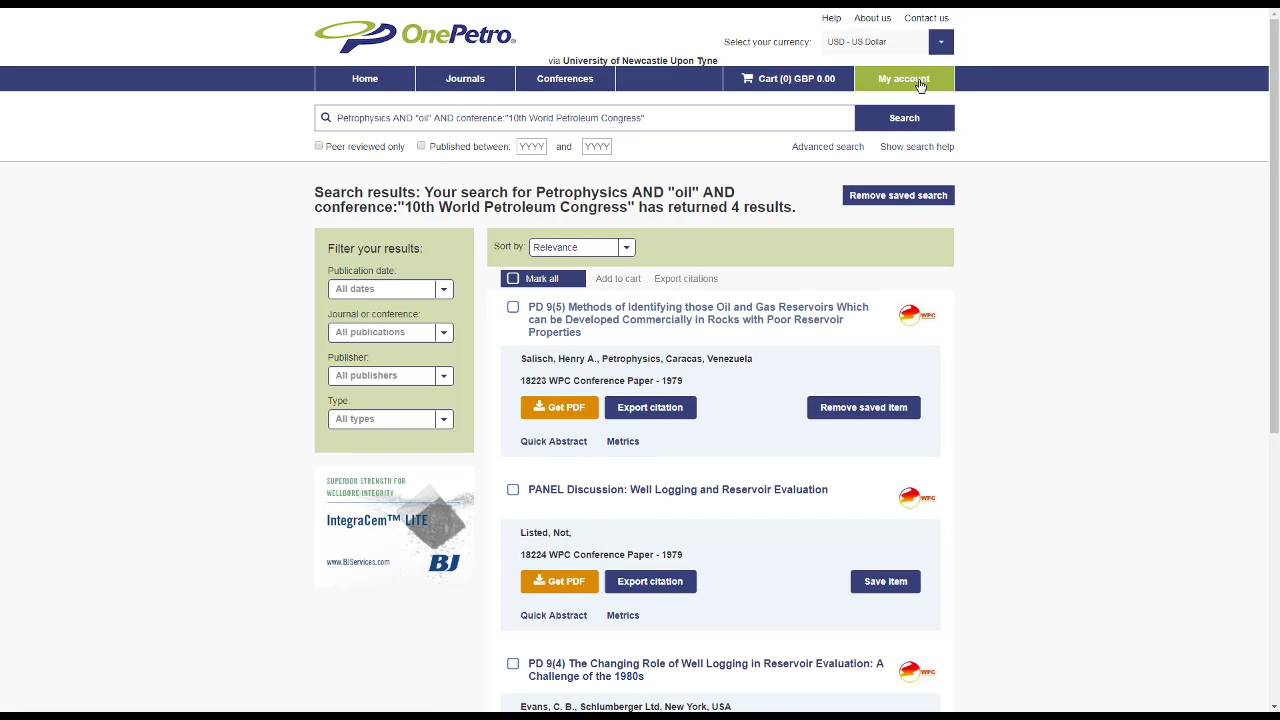 Help About us Contact us
OnePetro
Select your currency: USD - US Dollar
via University of Newcastle Upon Tyne
Home Journals Conferences Cart (0) GBP 0.00 My account
Petrophysics AND "oil" AND conference:"10th World Petroleum Congress" Search
Peer reviewed only Published between: YYYY and YYYY Advanced search Show search help
Search results: Your search for Petrophysics AND "oil" AND
conference:"10th World Petroleum Congress" has returned 4 results.
Remove saved search
Filter your results:
Publication date:
All dates
Journal or conference:
All publications
Publisher:
All publishers
Type:
All types
SUPERIOR STRENGTH FOR
WELLBORE INTEGRITY
IntegraCem™ LITE
www.BJServices.com BJ
Sort by: Relevance
Mark all Add to cart Export citations
PD 9(5) Methods of Identifying those Oil and Gas Reservoirs Which
can be Developed Commercially in Rocks with Poor Reservoir
Properties
WPC
Salisch, Henry A., Petrophysics, Caracas, Venezuela
18223 WPC Conference Paper - 1979
Get PDF Export citation Remove saved item
Quick Abstract Metrics
PANEL Discussion: Well Logging and Reservoir Evaluation
WPC
Listed, Not,
18224 WPC Conference Paper - 1979
Get PDF Export citation Save item
Quick Abstract Metrics
PD 9(4) The Changing Role of Well Logging in Reservoir Evaluation: A
Challenge of the 1980s
WPC
Evans, C. B., Schlumberger Ltd, New York, USA